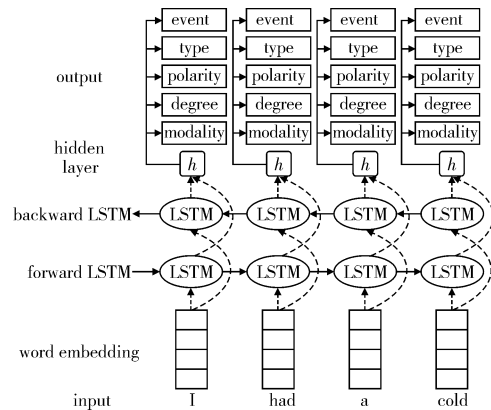 event event event event
type type type type
output polarity polarity polarity polarity
degree degree degree degree
modality modality modality modality
hidden
layer h h h h
backward LSTM LSTM LSTM LSTM LSTM
forward LSTM LSTM LSTM LSTM LSTM
word embedding
input I had a cold